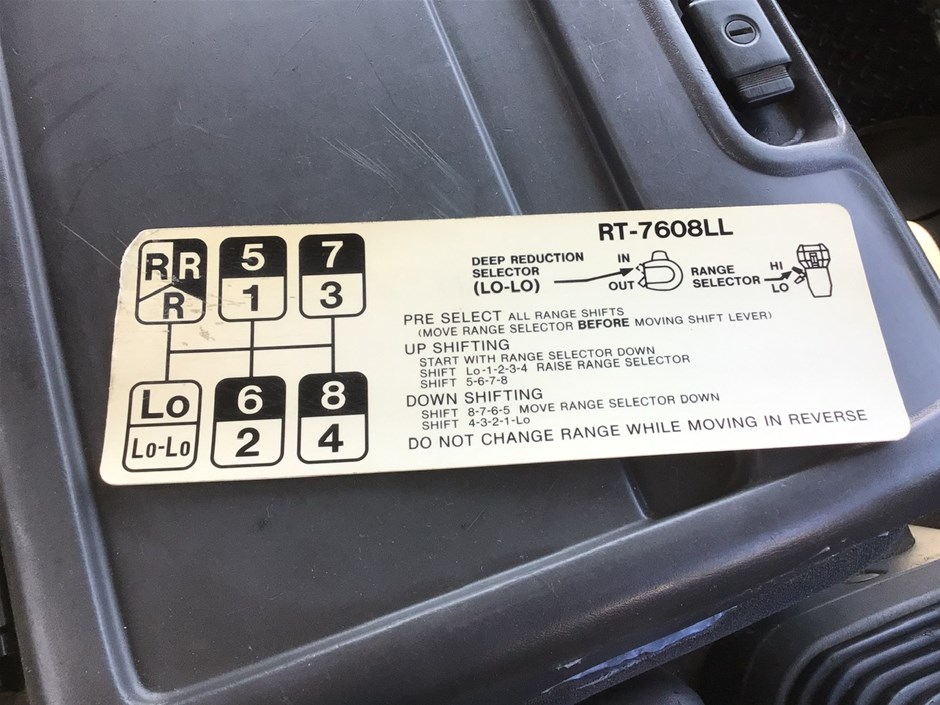 RT-7608LL
R R 5 7
R 1 3
Lo 6 8
Lo-Lo 2 4
DEEP REDUCTION
SELECTOR
(LO-LO)
IN
OUT
RANGE
SELECTOR
HI
LO
PRE SELECT ALL RANGE SHIFTS
(MOVE RANGE SELECTOR BEFORE MOVING SHIFT LEVER)
UP SHIFTING
START WITH RANGE SELECTOR DOWN
SHIFT Lo-1-2-3-4 RAISE RANGE SELECTOR
SHIFT 5-6-7-8
DOWN SHIFTING
SHIFT 8-7-6-5 MOVE RANGE SELECTOR DOWN
SHIFT 4-3-2-1-Lo
DO NOT CHANGE RANGE WHILE MOVING IN REVERSE